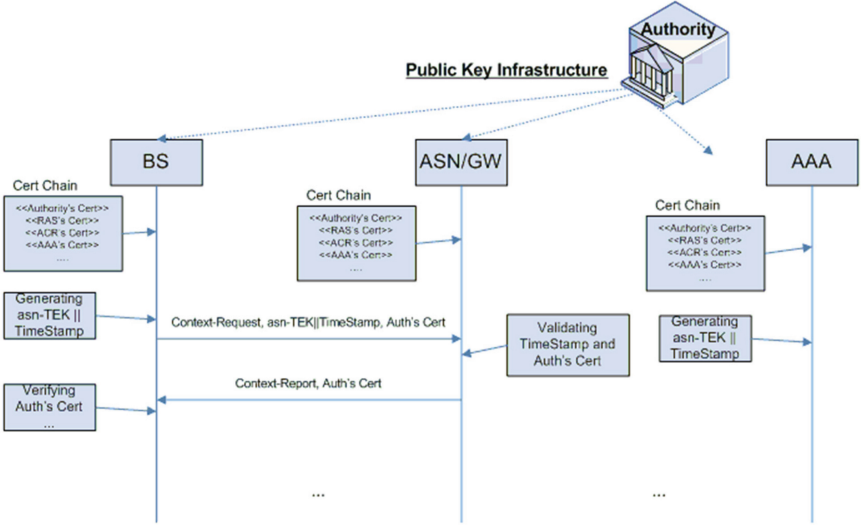 Authority
Public Key Infrastructure
BS
ASN/GW
AAA
Cert Chain
<<Authority's Cert>>
<<RAS's Cert>>
<<ACR's Cert>>
<<AAA's Cert>>
....
Cert Chain
<<Authority's Cert>>
<<RAS's Cert>>
<<ACR's Cert>>
<<AAA's Cert>>
....
Cert Chain
<<Authority's Cert>>
<<RAS's Cert>>
<<ACR's Cert>>
<<AAA's Cert>>
....
Generating
asn-TEK ||
TimeStamp
Context-Request, asn-TEK||TimeStamp, Auth's Cert
Validating
TimeStamp and
Auth's Cert
Generating
asn-TEK ||
TimeStamp
Context-Report, Auth's Cert
Verifying
Auth's Cert
...
...
...